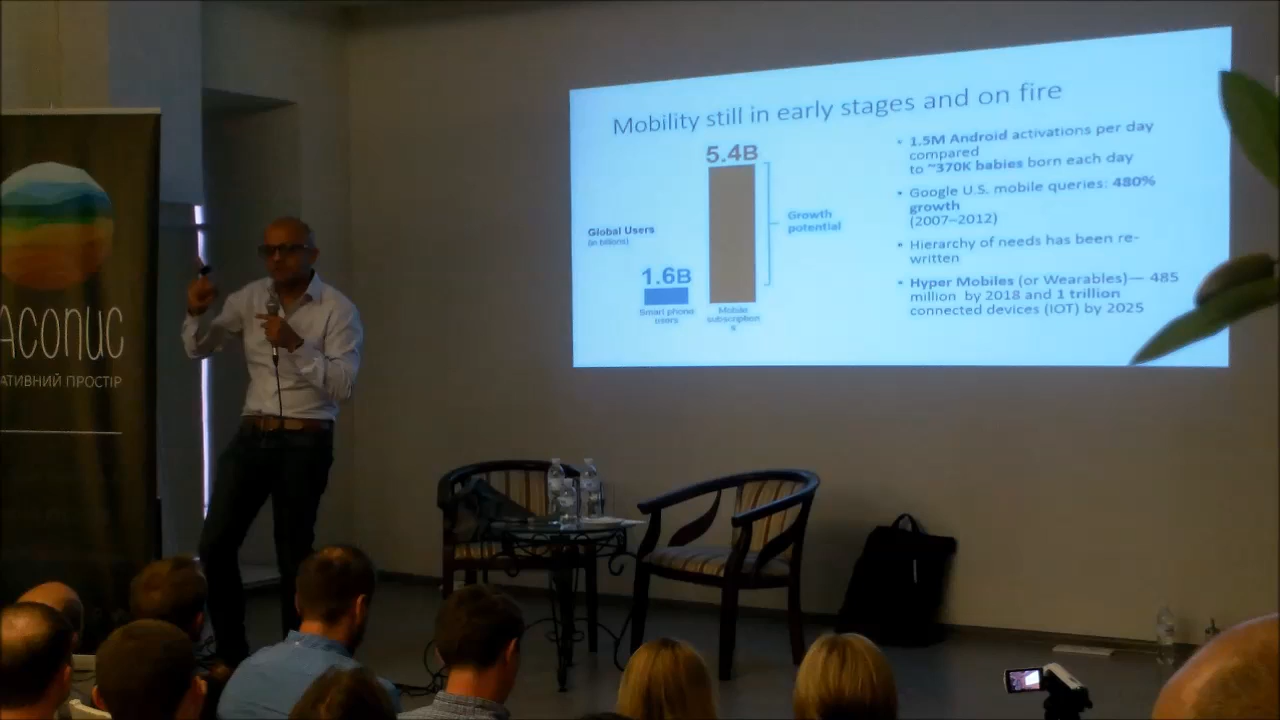 ACONUC
АТИВНИЙ ПРОСТІР
Mobility still in early stages and on fire
5.4B
Global Users
(in billions)
Growth
potential
1.6B
Smart phone
users
Mobile
subscription
s
• 1.5M Android activations per day
compared
to ~370K babies born each day
• Google U.S. mobile queries: 480%
growth
(2007–2012)
• Hierarchy of needs has been re-
written
• Hyper Mobiles (or Wearables)— 485
million by 2018 and 1 trillion
connected devices (IOT) by 2025